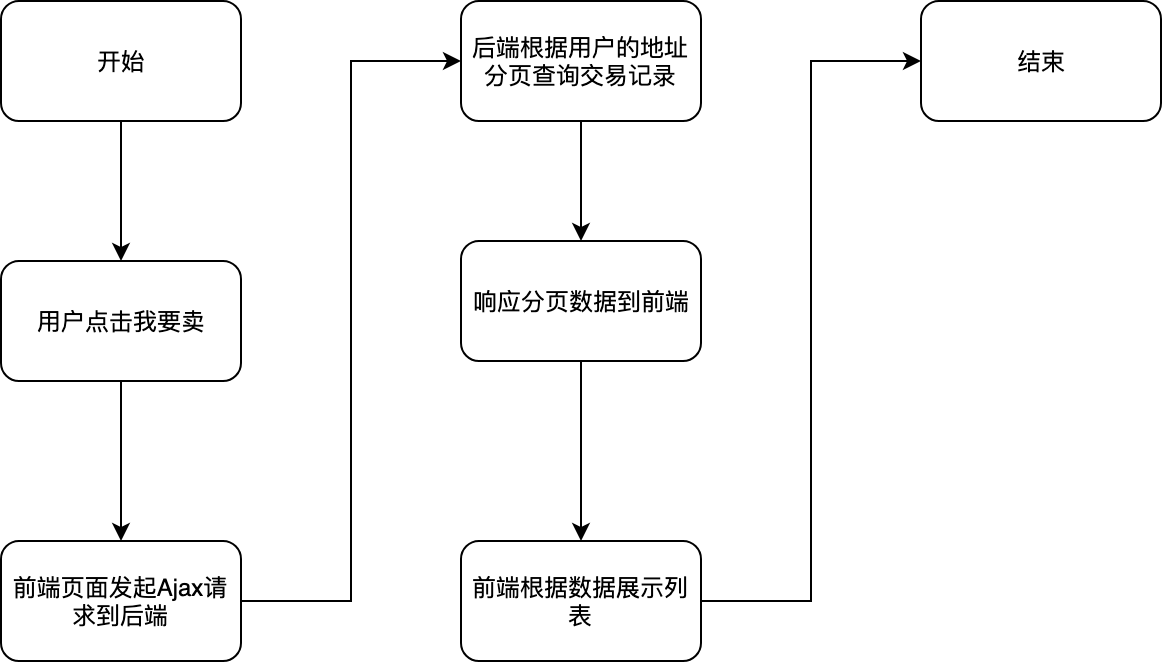 开始
用户点击我要卖
前端页面发起Ajax请
求到后端
后端根据用户的地址
分页查询交易记录
响应分页数据到前端
前端根据数据展示列
表
结束